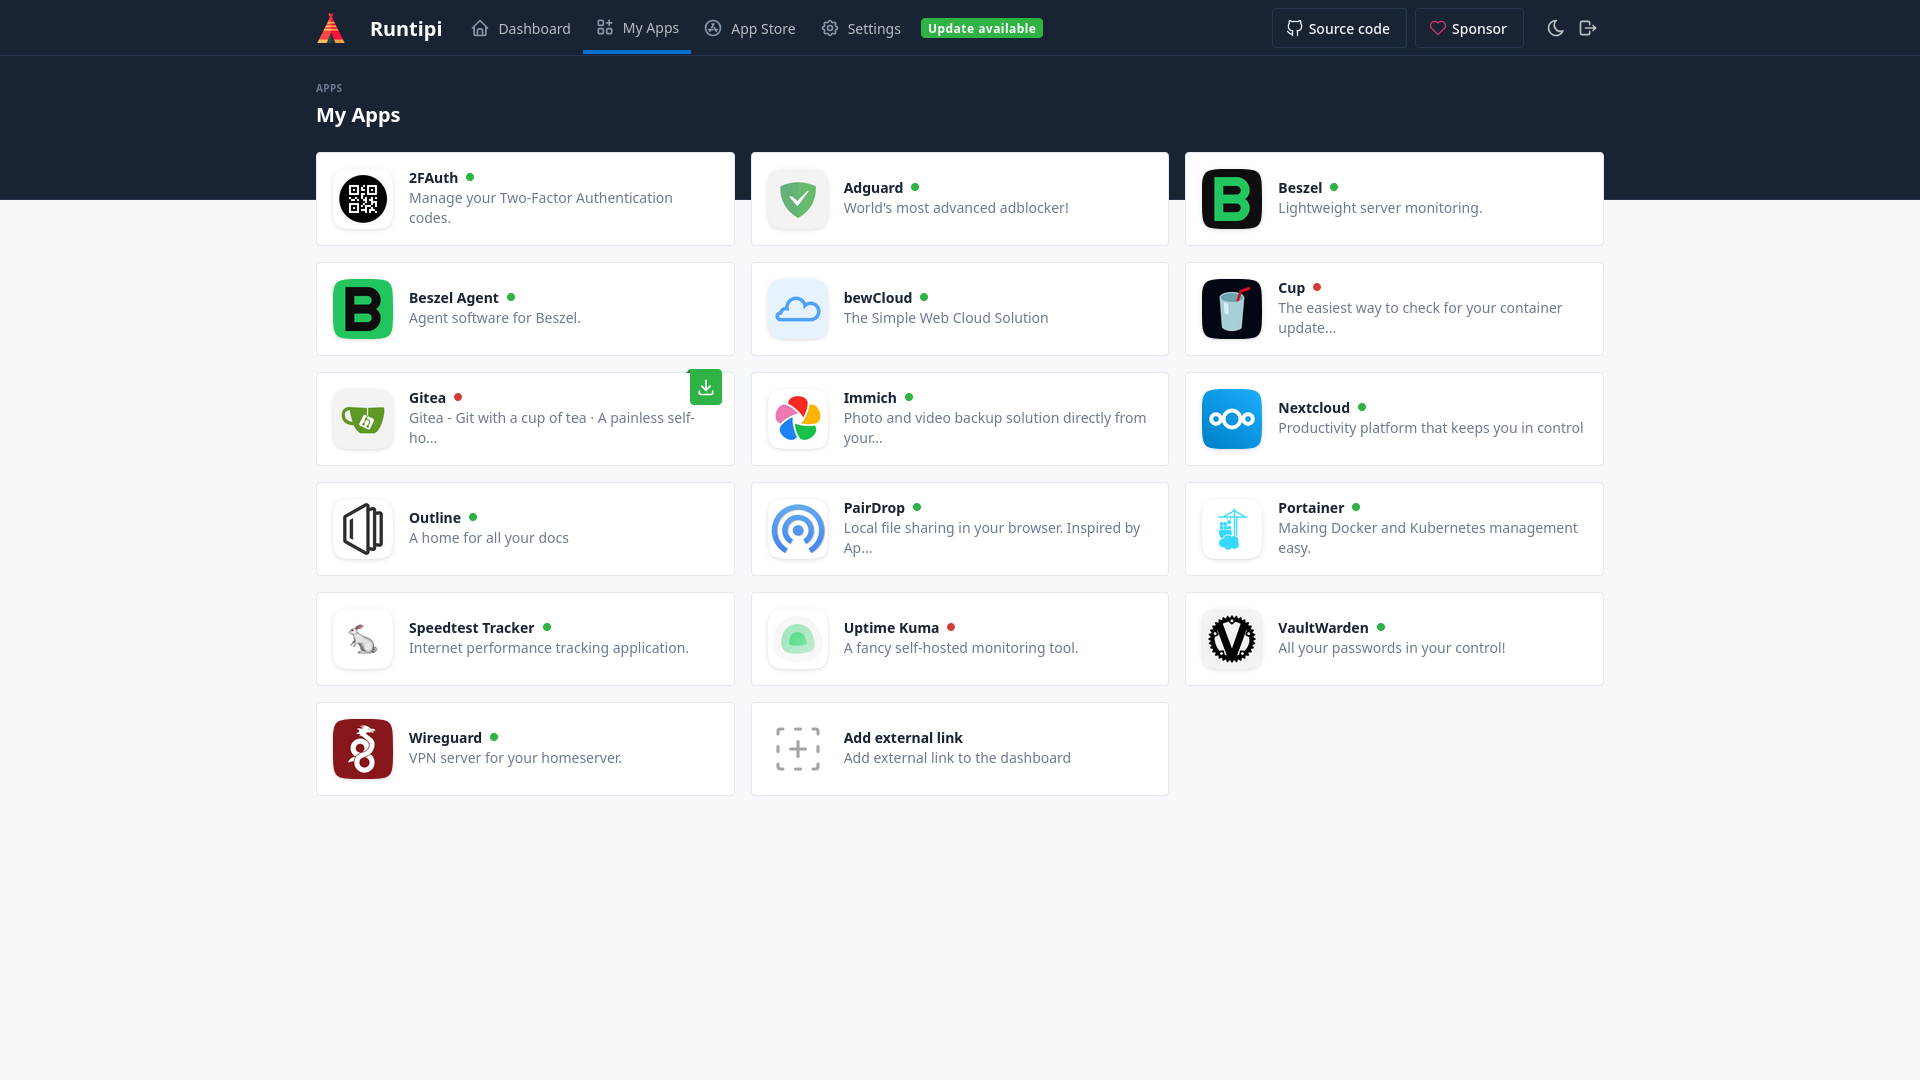 Runtipi
Dashboard
My Apps
App Store
Settings
Update available
Source code
Sponsor
APPS
My Apps
2FAuth
Manage your Two-Factor Authentication
codes.
Adguard
World's most advanced adblocker!
Beszel
Lightweight server monitoring.
Beszel Agent
Agent software for Beszel.
bewCloud
The Simple Web Cloud Solution
Cup
The easiest way to check for your container
update...
Gitea
Gitea - Git with a cup of tea · A painless self-
ho...
Immich
Photo and video backup solution directly from
your...
Nextcloud
Productivity platform that keeps you in control
Outline
A home for all your docs
PairDrop
Local file sharing in your browser. Inspired by
Ap...
Portainer
Making Docker and Kubernetes management
easy.
Speedtest Tracker
Internet performance tracking application.
Uptime Kuma
A fancy self-hosted monitoring tool.
VaultWarden
All your passwords in your control!
Wireguard
VPN server for your homeserver.
Add external link
Add external link to the dashboard